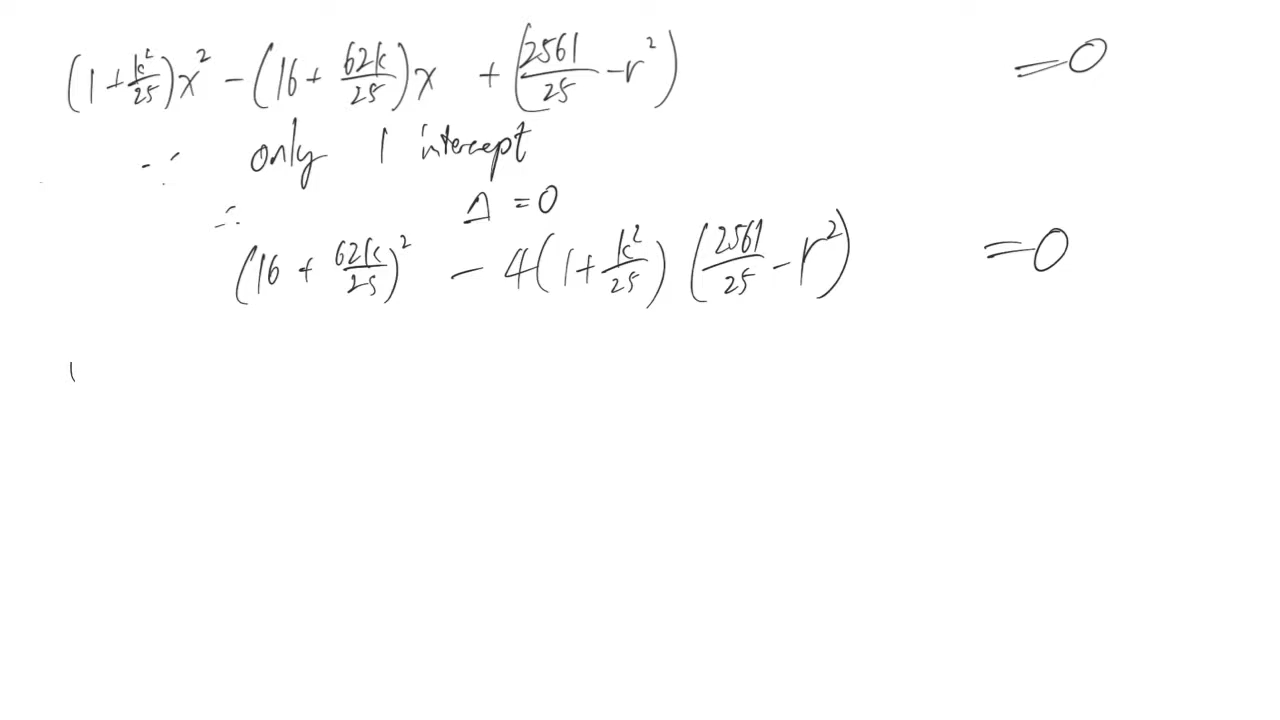 (1 + k²/25)x² - (16 + 62k/25)x + (2561/25 - r²) = 0
∵ only 1 intercept
∴ Δ = 0
(16 + 62k/25)² - 4(1 + k²/25)(2561/25 - r²) = 0